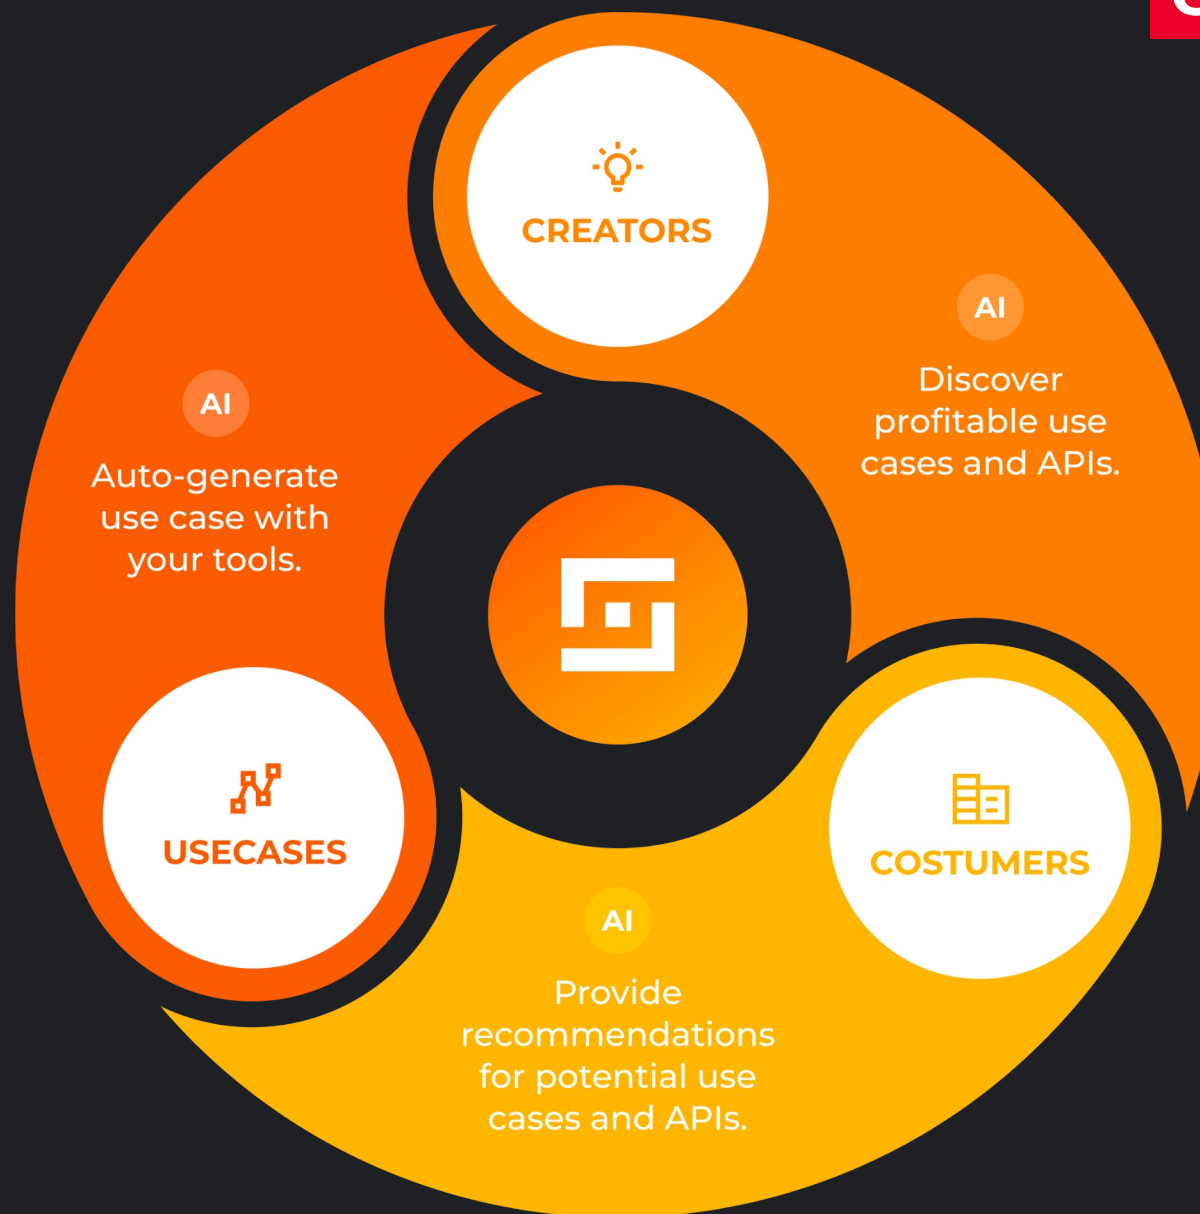 CREATORS
AI
Discover
profitable use
cases and APIs.
AI
Auto-generate
use case with
your tools.
USECASES
COSTUMERS
AI
Provide
recommendations
for potential use
cases and APIs.